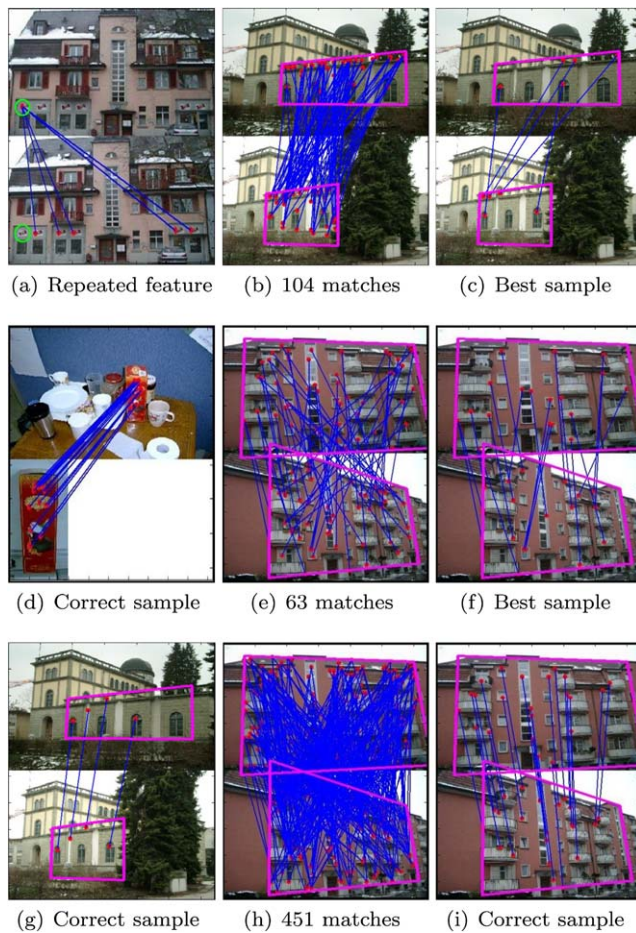 (a) Repeated feature
(b) 104 matches
(c) Best sample
(d) Correct sample
(e) 63 matches
(f) Best sample
(g) Correct sample
(h) 451 matches
(i) Correct sample